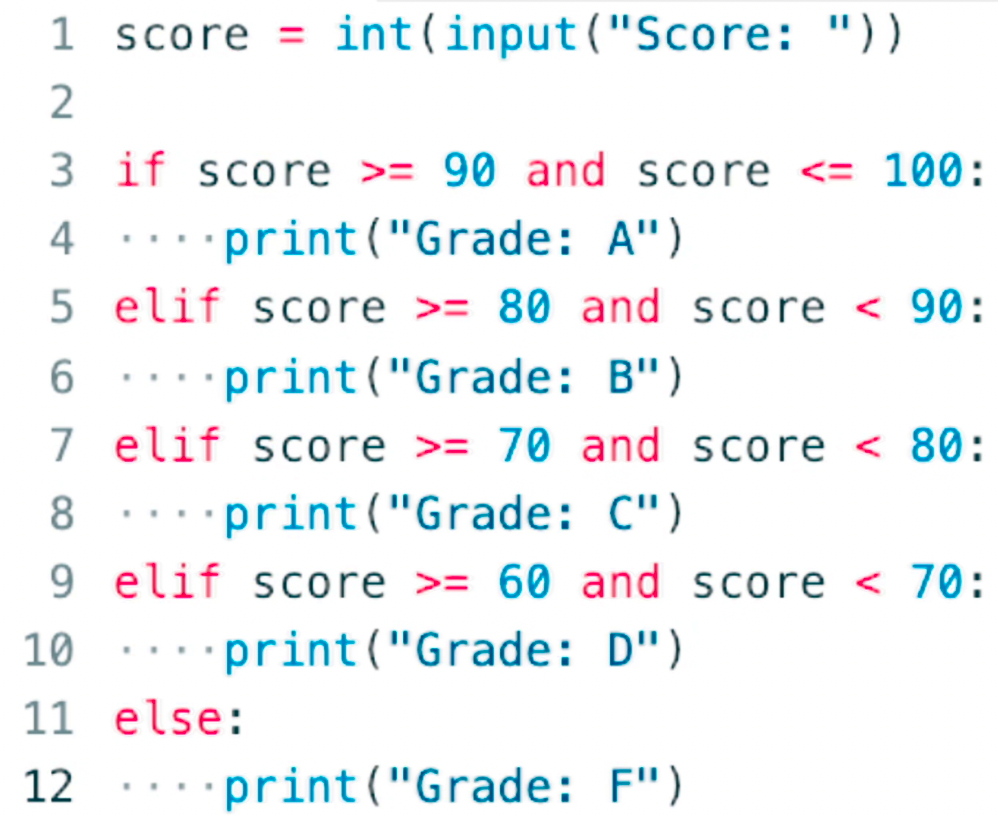 1 score = int(input("Score: "))
2
3 if score >= 90 and score <= 100:
4 ····print("Grade: A")
5 elif score >= 80 and score < 90:
6 ····print("Grade: B")
7 elif score >= 70 and score < 80:
8 ····print("Grade: C")
9 elif score >= 60 and score < 70:
10 ····print("Grade: D")
11 else:
12 ····print("Grade: F")